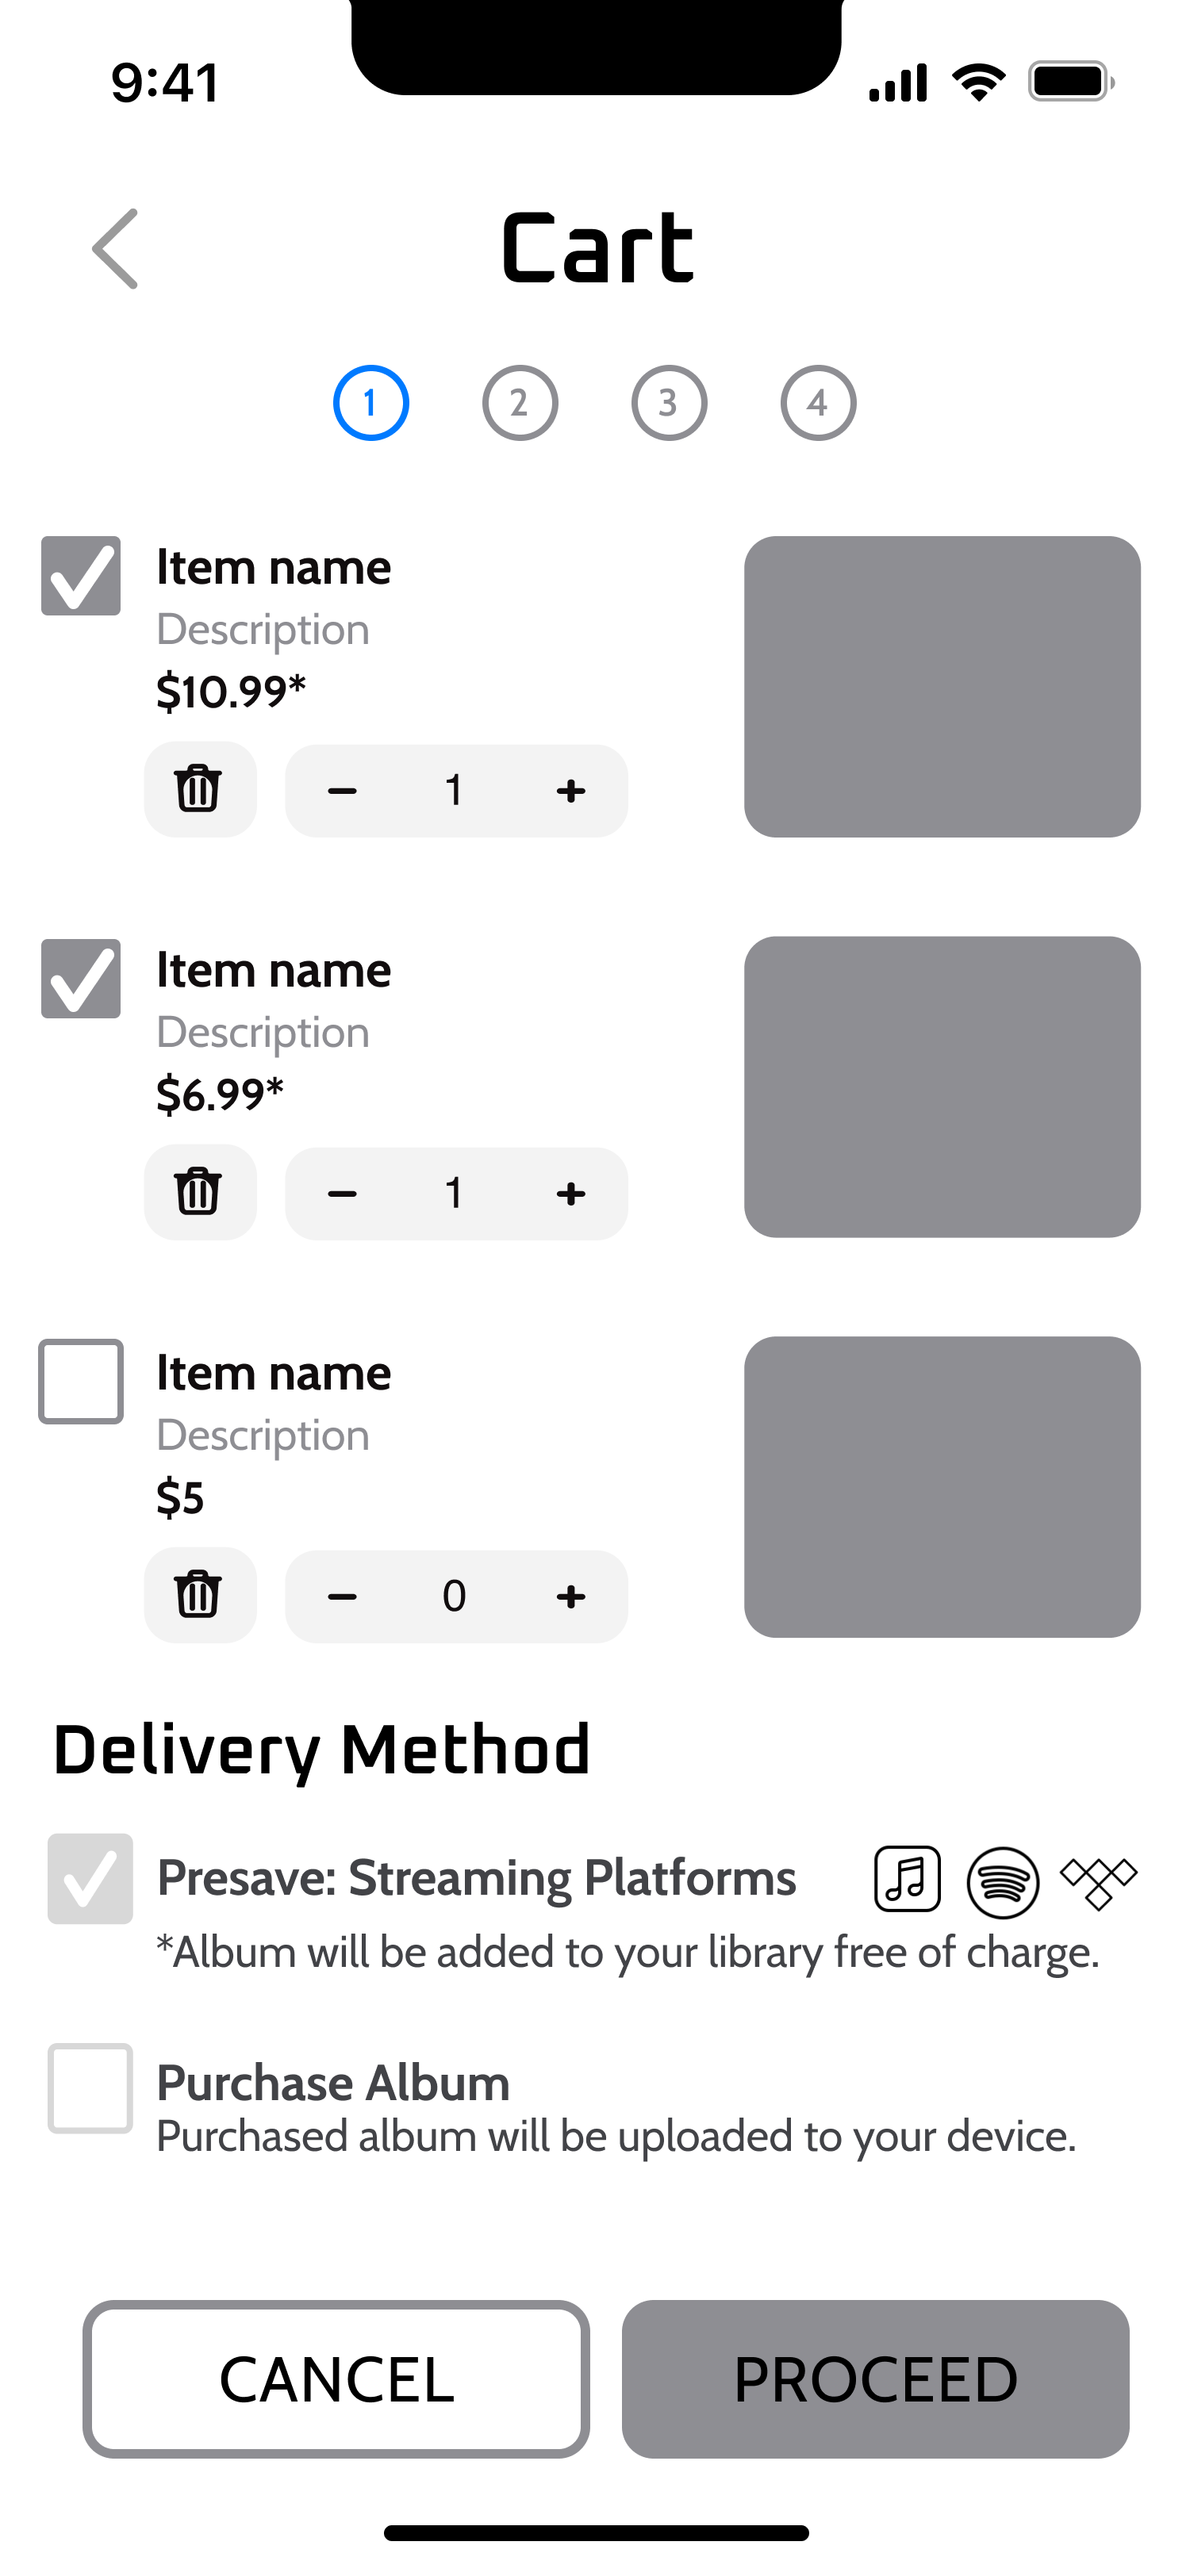 9:41
Cart
1 2 3 4
Item name
Description
$10.99*
− 1 +
Item name
Description
$6.99*
− 1 +
Item name
Description
$5
− 0 +
Delivery Method
Presave: Streaming Platforms
*Album will be added to your library free of charge.
Purchase Album
Purchased album will be uploaded to your device.
CANCEL PROCEED